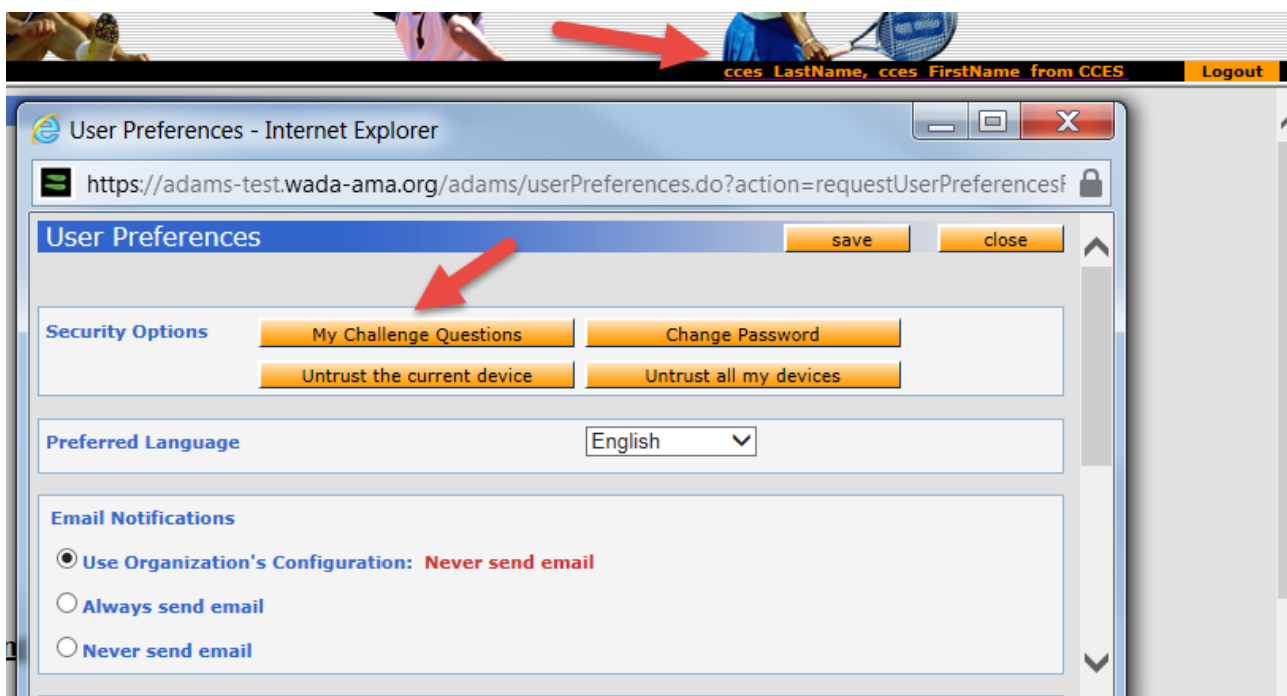 cces LastName, cces FirstName from CCES Logout
User Preferences - Internet Explorer
https://adams-test.wada-ama.org/adams/userPreferences.do?action=requestUserPreferences
User Preferences save close
Security Options My Challenge Questions Change Password
Untrust the current device Untrust all my devices
Preferred Language English
Email Notifications
Use Organization's Configuration: Never send email
Always send email
Never send email